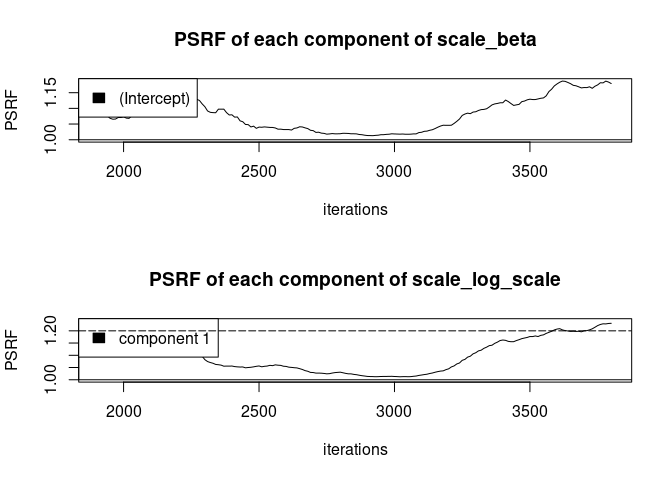 PSRF of each component of scale_beta
PSRF
1.15
1.00
(Intercept)
2000 2500 3000 3500
iterations
PSRF of each component of scale_log_scale
PSRF
1.20
1.00
component 1
2000 2500 3000 3500
iterations